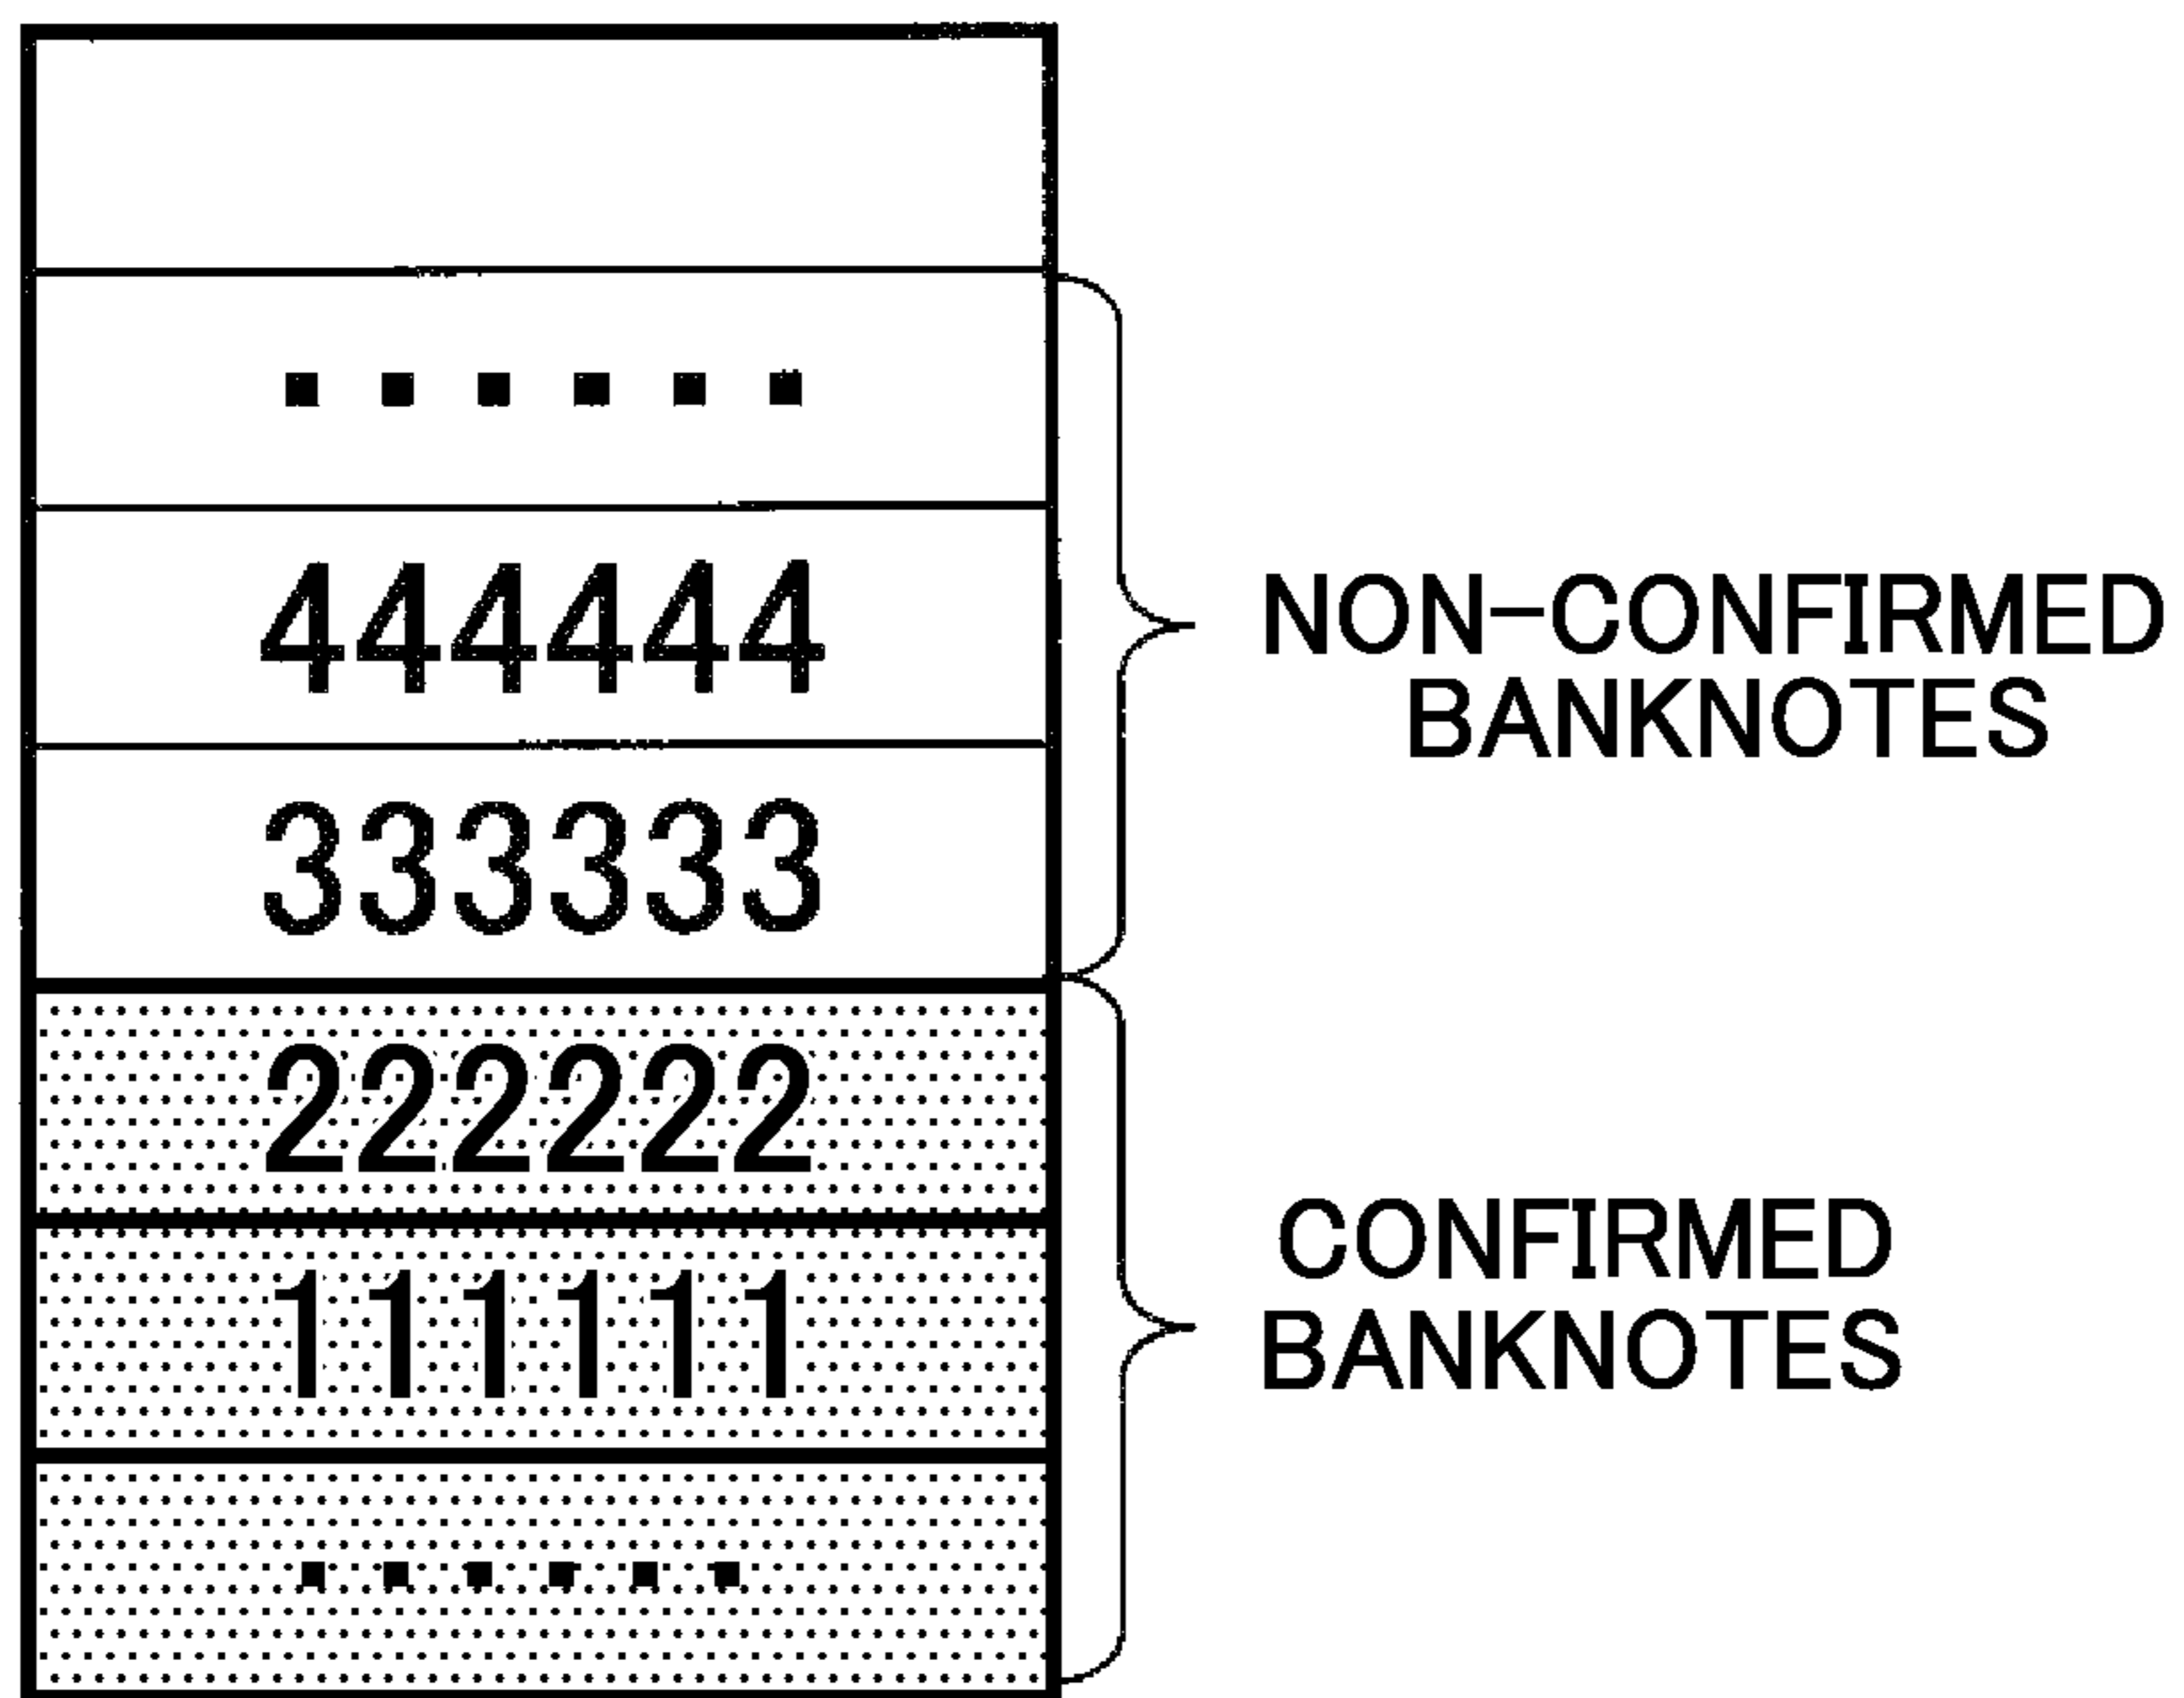 ■ ■ ■ ■ ■ ■
444444
NON-CONFIRMED
BANKNOTES
333333
222222
111111
CONFIRMED
BANKNOTES
■ ■ ■ ■ ■ ■